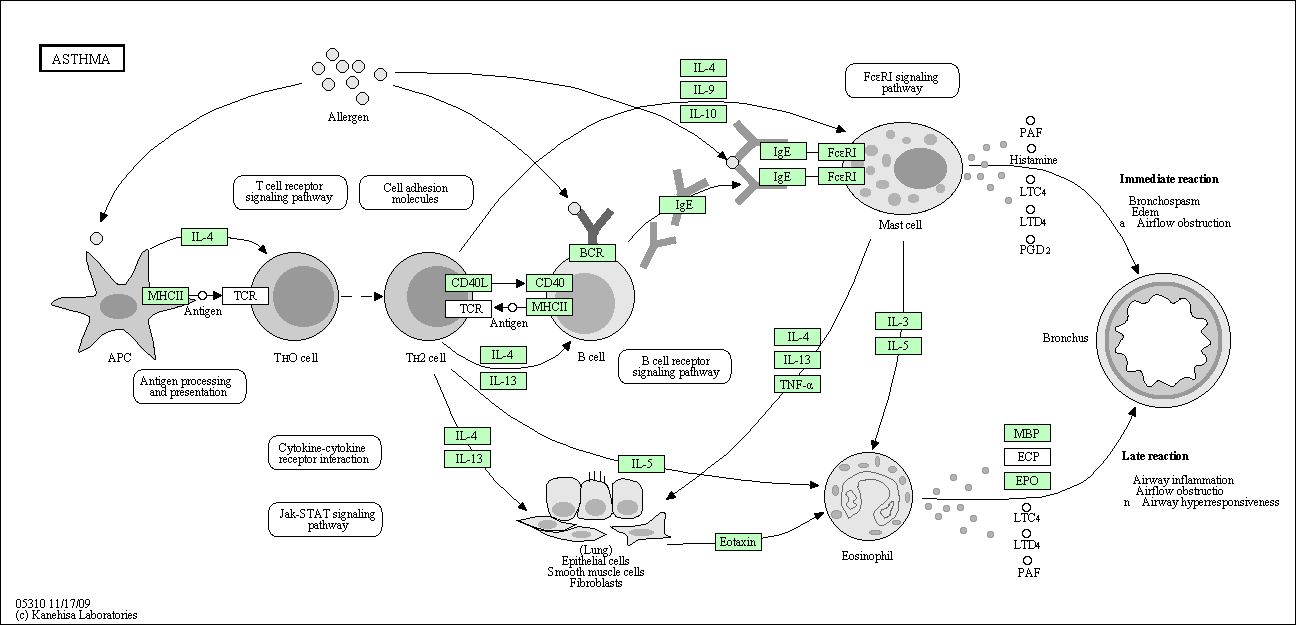 ASTHMA
Allergen
IL-4
IL-9
IL-10
FcεRI signaling
pathway
PAF
Histamine
LTC4
LTD4
PGD2
IgE
FcεRI
IgE
FcεRI
Mast cell
Immediate reaction
Bronchospasm
Edem
a Airflow obstruction
T cell receptor
signaling pathway
Cell adhesion
molecules
IgE
IL-4
BCR
MHCII
Antigen
TCR
CD40L
CD40
TCR
Antigen
MHCII
APC
TH0 cell
TH2 cell
B cell
IL-4
IL-13
B cell receptor
signaling pathway
Antigen processing
and presentation
IL-4
IL-13
TNF-α
IL-3
IL-5
Bronchus
Cytokine-cytokine
receptor interaction
Jak-STAT signaling
pathway
IL-4
IL-13
IL-5
Eotaxin
(Lung)
Epithelial cells
Smooth muscle cells
Fibroblasts
Eosinophil
MBP
ECP
EPO
LTC4
LTD4
PAF
Late reaction
Airway inflammation
Airflow obstructio
n Airway hyperresponsiveness
05310 11/17/09
(c) Kanehisa Laboratories